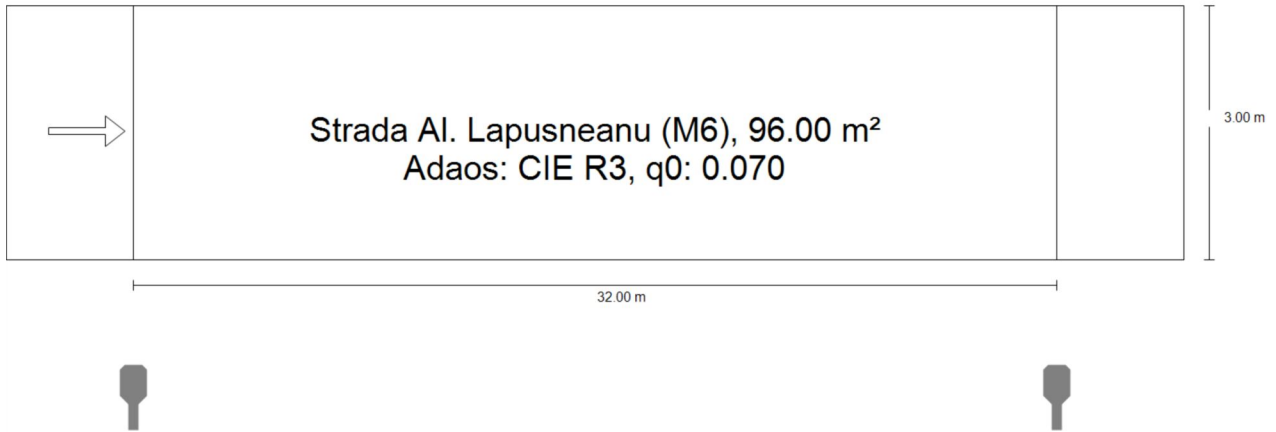 Strada Al. Lapusneanu (M6), 96.00 m²
Adaos: CIE R3, q0: 0.070
3.00 m
32.00 m